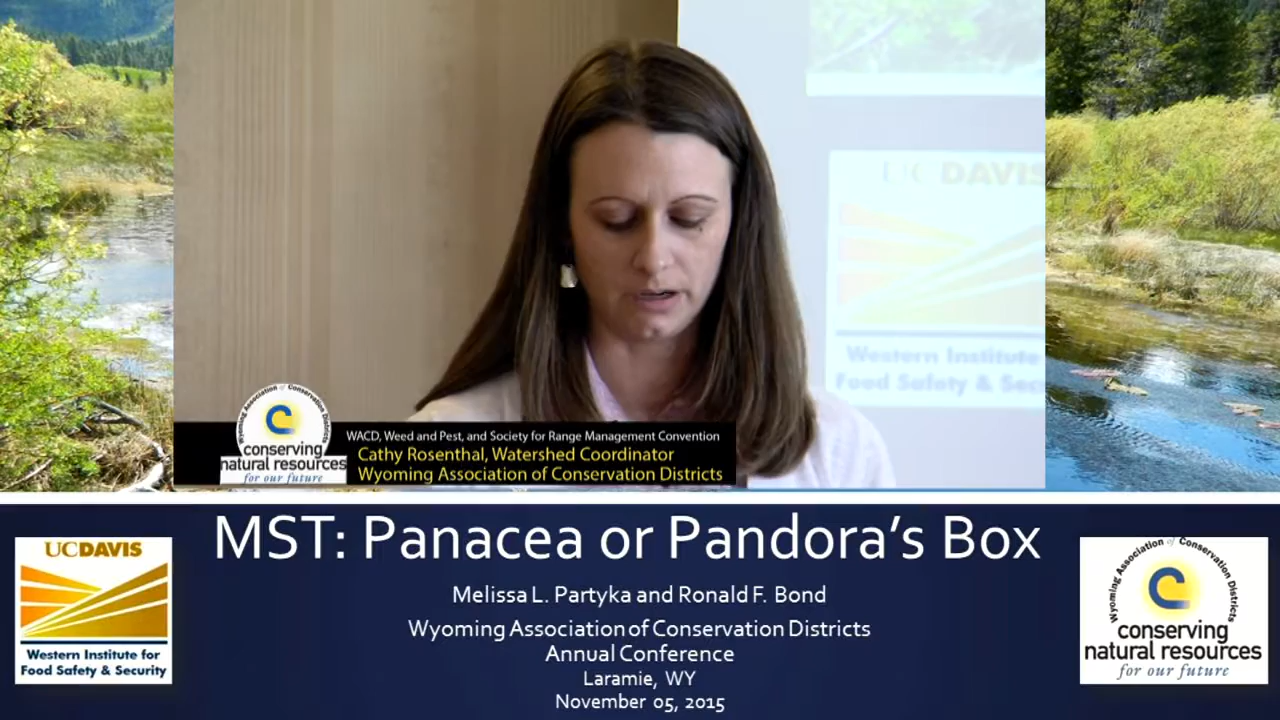 UC DAVIS
Western Institute
Food Safety & Sec
Wyoming Association of Conservation Districts
conserving
natural resources
for our future
WACD, Weed and Pest, and Society for Range Management Convention
Cathy Rosenthal, Watershed Coordinator
Wyoming Association of Conservation Districts
MST: Panacea or Pandora's Box
Melissa L. Partyka and Ronald F. Bond
Wyoming Association of Conservation Districts
Annual Conference
Laramie, WY
November 05, 2015
UCDAVIS
Western Institute for
Food Safety & Security
Wyoming Association of Conservation Districts
conserving
natural resources
for our future